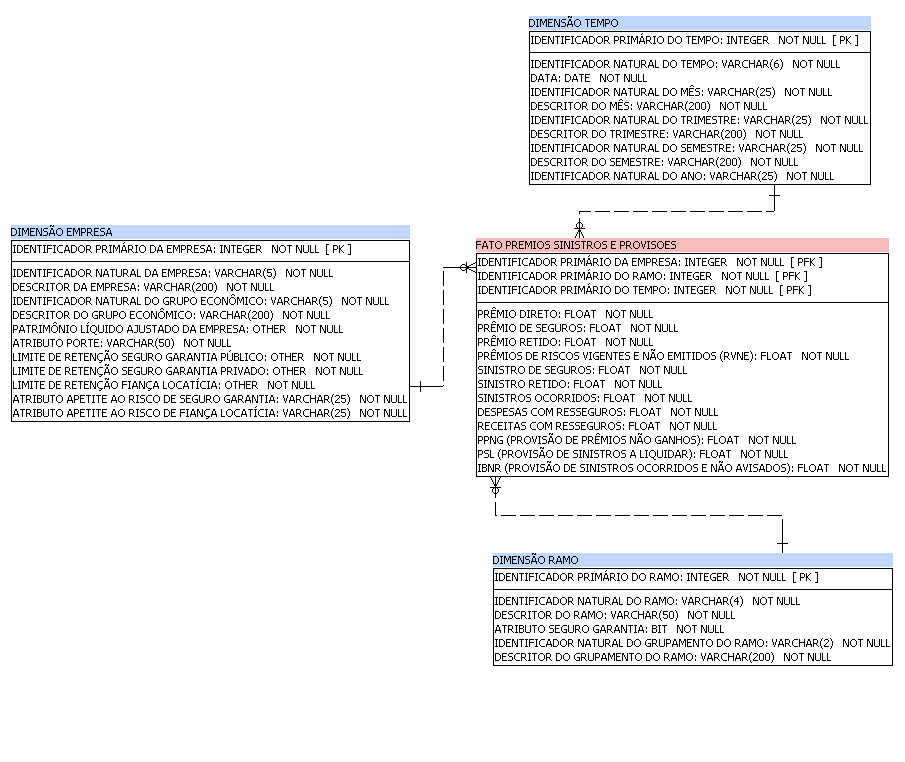 DIMENSÃO TEMPO
IDENTIFICADOR PRIMÁRIO DO TEMPO: INTEGER NOT NULL [ PK ]
IDENTIFICADOR NATURAL DO TEMPO: VARCHAR(6) NOT NULL
DATA: DATE NOT NULL
IDENTIFICADOR NATURAL DO MÊS: VARCHAR(25) NOT NULL
DESCRITOR DO MÊS: VARCHAR(200) NOT NULL
IDENTIFICADOR NATURAL DO TRIMESTRE: VARCHAR(25) NOT NULL
DESCRITOR DO TRIMESTRE: VARCHAR(200) NOT NULL
IDENTIFICADOR NATURAL DO SEMESTRE: VARCHAR(25) NOT NULL
DESCRITOR DO SEMESTRE: VARCHAR(200) NOT NULL
IDENTIFICADOR NATURAL DO ANO: VARCHAR(25) NOT NULL
DIMENSÃO EMPRESA
IDENTIFICADOR PRIMÁRIO DA EMPRESA: INTEGER NOT NULL [ PK ]
IDENTIFICADOR NATURAL DA EMPRESA: VARCHAR(5) NOT NULL
DESCRITOR DA EMPRESA: VARCHAR(200) NOT NULL
IDENTIFICADOR NATURAL DO GRUPO ECONÔMICO: VARCHAR(5) NOT NULL
DESCRITOR DO GRUPO ECONÔMICO: VARCHAR(200) NOT NULL
PATRIMÔNIO LÍQUIDO AJUSTADO DA EMPRESA: OTHER NOT NULL
ATRIBUTO PORTE: VARCHAR(50) NOT NULL
LIMITE DE RETENÇÃO SEGURO GARANTIA PÚBLICO: OTHER NOT NULL
LIMITE DE RETENÇÃO SEGURO GARANTIA PRIVADO: OTHER NOT NULL
LIMITE DE RETENÇÃO FIANÇA LOCATÍCIA: OTHER NOT NULL
ATRIBUTO APETITE AO RISCO DE SEGURO GARANTIA: VARCHAR(25) NOT NULL
ATRIBUTO APETITE AO RISCO DE FIANÇA LOCATÍCIA: VARCHAR(25) NOT NULL
FATO PREMIOS SINISTROS E PROVISOES
IDENTIFICADOR PRIMÁRIO DA EMPRESA: INTEGER NOT NULL [ PFK ]
IDENTIFICADOR PRIMÁRIO DO RAMO: INTEGER NOT NULL [ PFK ]
IDENTIFICADOR PRIMÁRIO DO TEMPO: INTEGER NOT NULL [ PFK ]
PRÊMIO DIRETO: FLOAT NOT NULL
PRÊMIO DE SEGUROS: FLOAT NOT NULL
PRÊMIO RETIDO: FLOAT NOT NULL
PRÊMIOS DE RISCOS VIGENTES E NÃO EMITIDOS (RVNE): FLOAT NOT NULL
SINISTRO DE SEGUROS: FLOAT NOT NULL
SINISTRO RETIDO: FLOAT NOT NULL
SINISTROS OCORRIDOS: FLOAT NOT NULL
DESPESAS COM RESSEGUROS: FLOAT NOT NULL
RECEITAS COM RESSEGUROS: FLOAT NOT NULL
PPNG (PROVISÃO DE PRÊMIOS NÃO GANHOS): FLOAT NOT NULL
PSL (PROVISÃO DE SINISTROS A LIQUIDAR): FLOAT NOT NULL
IBNR (PROVISÃO DE SINISTROS OCORRIDOS E NÃO AVISADOS): FLOAT NOT NULL
DIMENSÃO RAMO
IDENTIFICADOR PRIMÁRIO DO RAMO: INTEGER NOT NULL [ PK ]
IDENTIFICADOR NATURAL DO RAMO: VARCHAR(4) NOT NULL
DESCRITOR DO RAMO: VARCHAR(50) NOT NULL
ATRIBUTO SEGURO GARANTIA: BIT NOT NULL
IDENTIFICADOR NATURAL DO GRUPAMENTO DO RAMO: VARCHAR(2) NOT NULL
DESCRITOR DO GRUPAMENTO DO RAMO: VARCHAR(200) NOT NULL